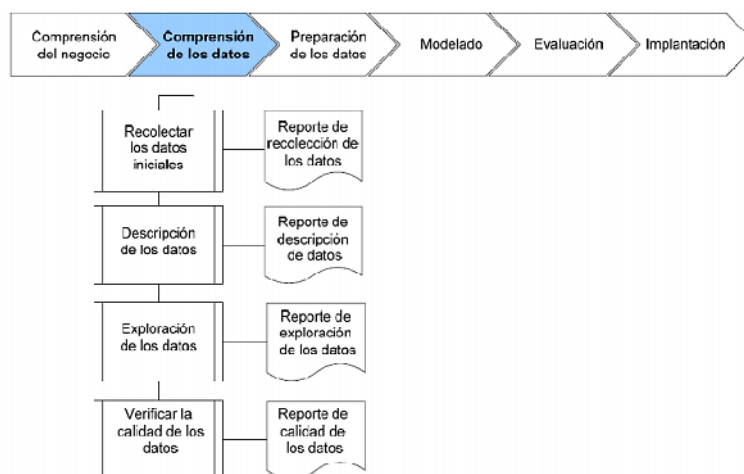 Comprensión
del negocio
Comprensión
de los datos
Preparación
de los datos
Modelado
Evaluación
Implantación
Recolectar
los datos
iniciales
Reporte de
recolección de
los datos
Descripción
de los datos
Reporte de
descripción
de datos
Exploración
de los datos
Reporte de
exploración
de los datos
Verificar la
calidad de los
datos
Reporte de
calidad de
los datos